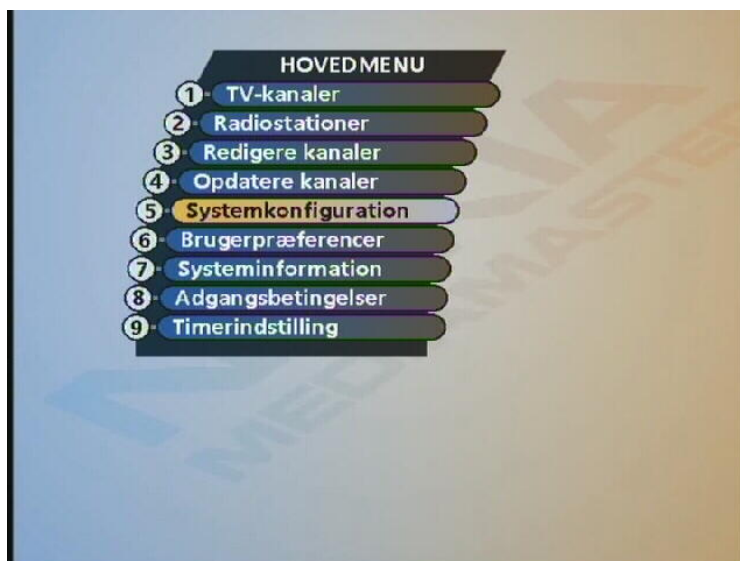 HOVEDMENU
1 TV-kanaler
2 Radiostationer
3 Redigere kanaler
4 Opdatere kanaler
5 Systemkonfiguration
6 Brugerpræferencer
7 Systeminformation
8 Adgangsbetingelser
9 Timerindstilling